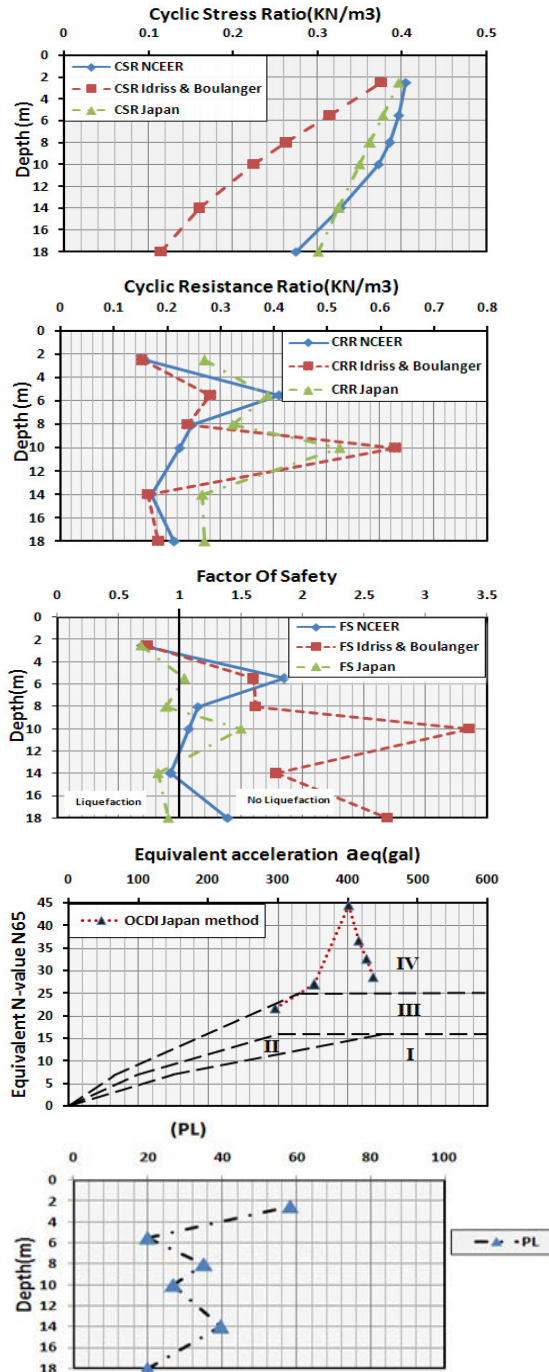 Cyclic Stress Ratio(KN/m3)
0 0.1 0.2 0.3 0.4 0.5
CSR NCEER
CSR Idriss & Boulanger
CSR Japan
Depth(m)
0
2
4
6
8
10
12
14
16
18
Cyclic Resistance Ratio(KN/m3)
0 0.1 0.2 0.3 0.4 0.5 0.6 0.7 0.8
CRR NCEER
CRR Idriss & Boulanger
CRR Japan
Depth(m)
0
2
4
6
8
10
12
14
16
18
Factor Of Safety
0 0.5 1 1.5 2 2.5 3 3.5
FS NCEER
FS Idriss & Boulanger
FS Japan
Depth(m)
0
2
4
6
8
10
12
14
16
18
Liquefaction
No Liquefaction
Equivalent acceleration aeq(gal)
0 100 200 300 400 500 600
OCDI Japan method
Equivalent N-value N65
45
40
35
30
25
20
15
10
5
0
IV
III
II
I
(PL)
0 20 40 60 80 100
PL
Depth(m)
0
2
4
6
8
10
12
14
16
18